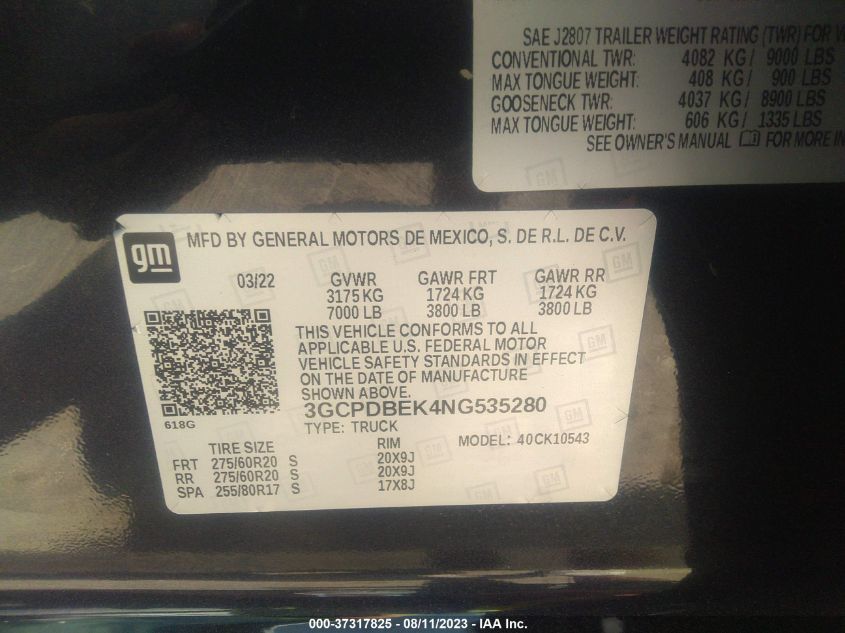 SAE J2807 TRAILER WEIGHT RATING (TWR) FOR
CONVENTIONAL TWR: 4082 KG/ 9000 LBS
MAX TONGUE WEIGHT: 408 KG/ 900 LBS
GOOSENECK TWR: 4037 KG/ 8900 LBS
MAX TONGUE WEIGHT: 606 KG/ 1335 LBS
SEE OWNER'S MANUAL FOR MORE
gm MFD BY GENERAL MOTORS DE MEXICO, S. DE R.L. DE C.V.
03/22 GVWR GAWR FRT GAWR RR
3175 KG 1724 KG 1724 KG
7000 LB 3800 LB 3800 LB
THIS VEHICLE CONFORMS TO ALL
APPLICABLE U.S. FEDERAL MOTOR
VEHICLE SAFETY STANDARDS IN EFFECT
ON THE DATE OF MANUFACTURE
SHOWN ABOVE.
3GCPDBEK4NG535280
618G
TYPE: TRUCK MODEL: 40CK10543
TIRE SIZE RIM
FRT 275/60R20 S 20X9J
RR 275/60R20 S 20X9J
SPA 255/80R17 S 17X8J
000-37317825 - 08/11/2023 - IAA Inc.